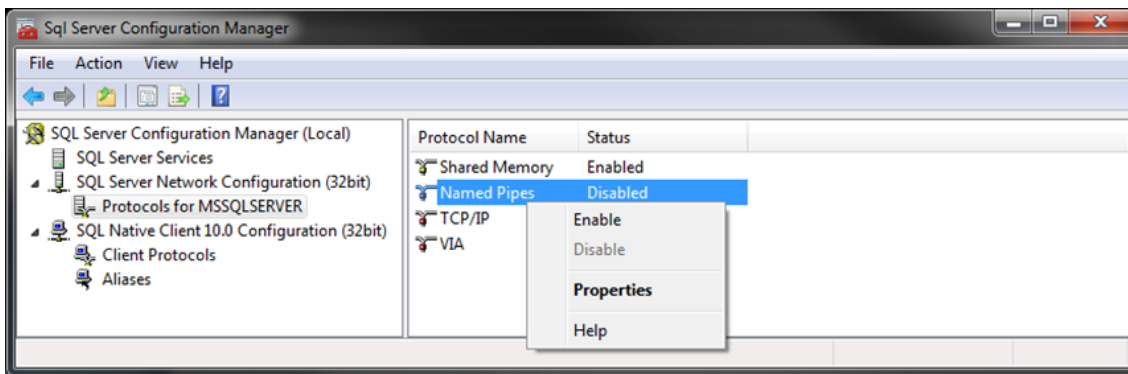 Sql Server Configuration Manager
File Action View Help
SQL Server Configuration Manager (Local)
SQL Server Services
SQL Server Network Configuration (32bit)
Protocols for MSSQLSERVER
SQL Native Client 10.0 Configuration (32bit)
Client Protocols
Aliases
Protocol Name Status
Shared Memory Enabled
Named Pipes Disabled
TCP/IP
VIA
Enable
Disable
Properties
Help